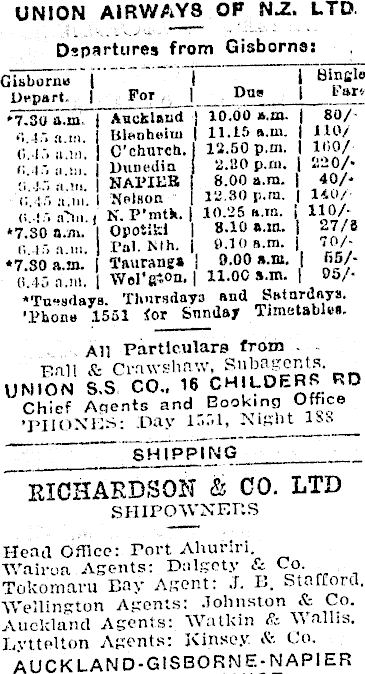 UNION AIRWAYS OF N.Z. LTD.
Departures from Gisborne:
Gisborne Depart. | For | Due | Single Fare
*7.30 a.m. | Auckland | 10.00 a.m. | 80/-
6.45 a.m. | Blenheim | 11.15 a.m. | 110/
6.45 a.m. | C'church. | 12.50 p.m. | 160/-
6.45 a.m. | Dunedin | 2.30 p.m. | 220/-
6.45 a.m. | NAPIER | 8.00 a.m. | 40/-
6.45 a.m. | Nelson | 12.30 p.m. | 140/-
6.45 a.m. | N. P'mth. | 10.25 a.m. | 110/-
*7.30 a.m. | Opotiki | 8.10 a.m. | 27/6
6.45 a.m. | Pal. Nth. | 9.10 a.m. | 70/-
*7.30 a.m. | Tauranga | 9.00 a.m. | 55/-
6.45 a.m. | Wel'gton. | 11.00 a.m. | 95/-
*Tuesdays, Thursdays and Saturdays.
'Phone 1551 for Sunday Timetables.
All Particulars from
Ball & Crawshaw, Subagents.
UNION S.S. CO., 16 CHILDERS RD
Chief Agents and Booking Office
'PHONES: Day 1551, Night 188
SHIPPING
RICHARDSON & CO. LTD
SHIPOWNERS
Head Office: Port Ahuriri.
Wairoa Agents: Dalgety & Co.
Tokomaru Bay Agent: J. B. Stafford.
Wellington Agents: Johnston & Co.
Auckland Agents: Watkin & Wallis.
Lyttelton Agents: Kinsey & Co.
AUCKLAND-GISBORNE-NAPIER